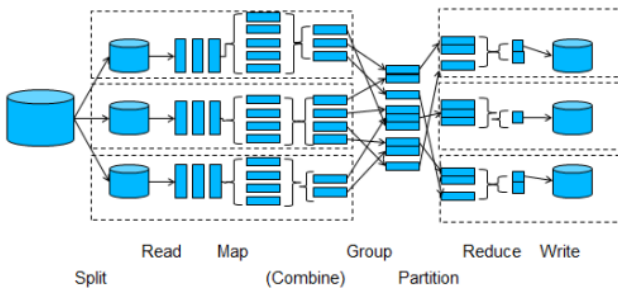 Read Map Group Reduce Write
Split (Combine) Partition